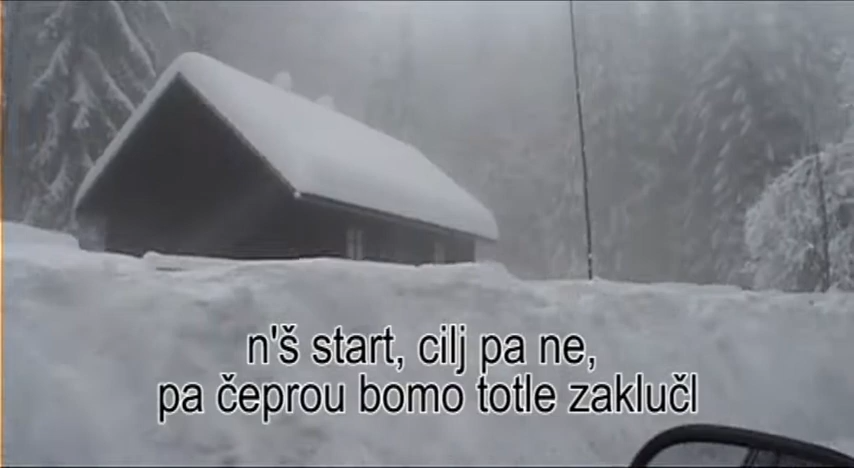 n'š start, cilj pa ne,
pa čeprou bomo totle zaklučl